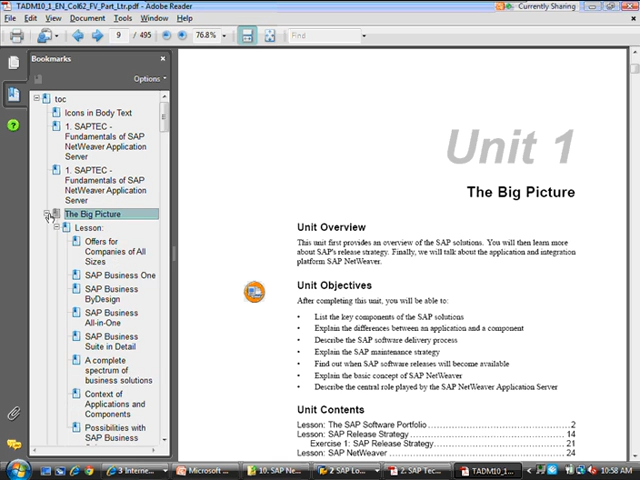 TADM10_1_EN_Col62_FV_Part_Ltr.pdf - Adobe Reader
Currently Sharing
File Edit View Document Tools Window Help
9 / 495 76.8% Find
Bookmarks
Options
toc
Icons in Body Text
1. SAPTEC -
Fundamentals of SAP
NetWeaver Application
Server
1. SAPTEC -
Fundamentals of SAP
NetWeaver Application
Server
The Big Picture
Lesson:
Offers for
Companies of All
Sizes
SAP Business One
SAP Business
ByDesign
SAP Business
All-in-One
SAP Business
Suite in Detail
A complete
spectrum of
business solutions
Context of
Applications and
Components
Possibilities with
SAP Business
Unit 1
The Big Picture
Unit Overview
This unit first provides an overview of the SAP solutions. You will then learn more
about SAP's release strategy. Finally, we will talk about the application and integration
platform SAP NetWeaver.
Unit Objectives
After completing this unit, you will be able to:
• List the key components of the SAP solutions
• Explain the differences between an application and a component
• Describe the SAP software delivery process
• Explain the SAP maintenance strategy
• Find out when SAP software releases will become available
• Explain the basic concept of SAP NetWeaver
• Describe the central role played by the SAP NetWeaver Application Server
Unit Contents
Lesson: The SAP Software Portfolio 2
Lesson: SAP Release Strategy 14
Exercise 1: SAP Release Strategy 21
Lesson: SAP NetWeaver 24
Start 3 Internet... Microsoft ... 10. SAP Ne... 2 SAP Lo... 2. SAP Tec... TADM10_1... 10:58 AM